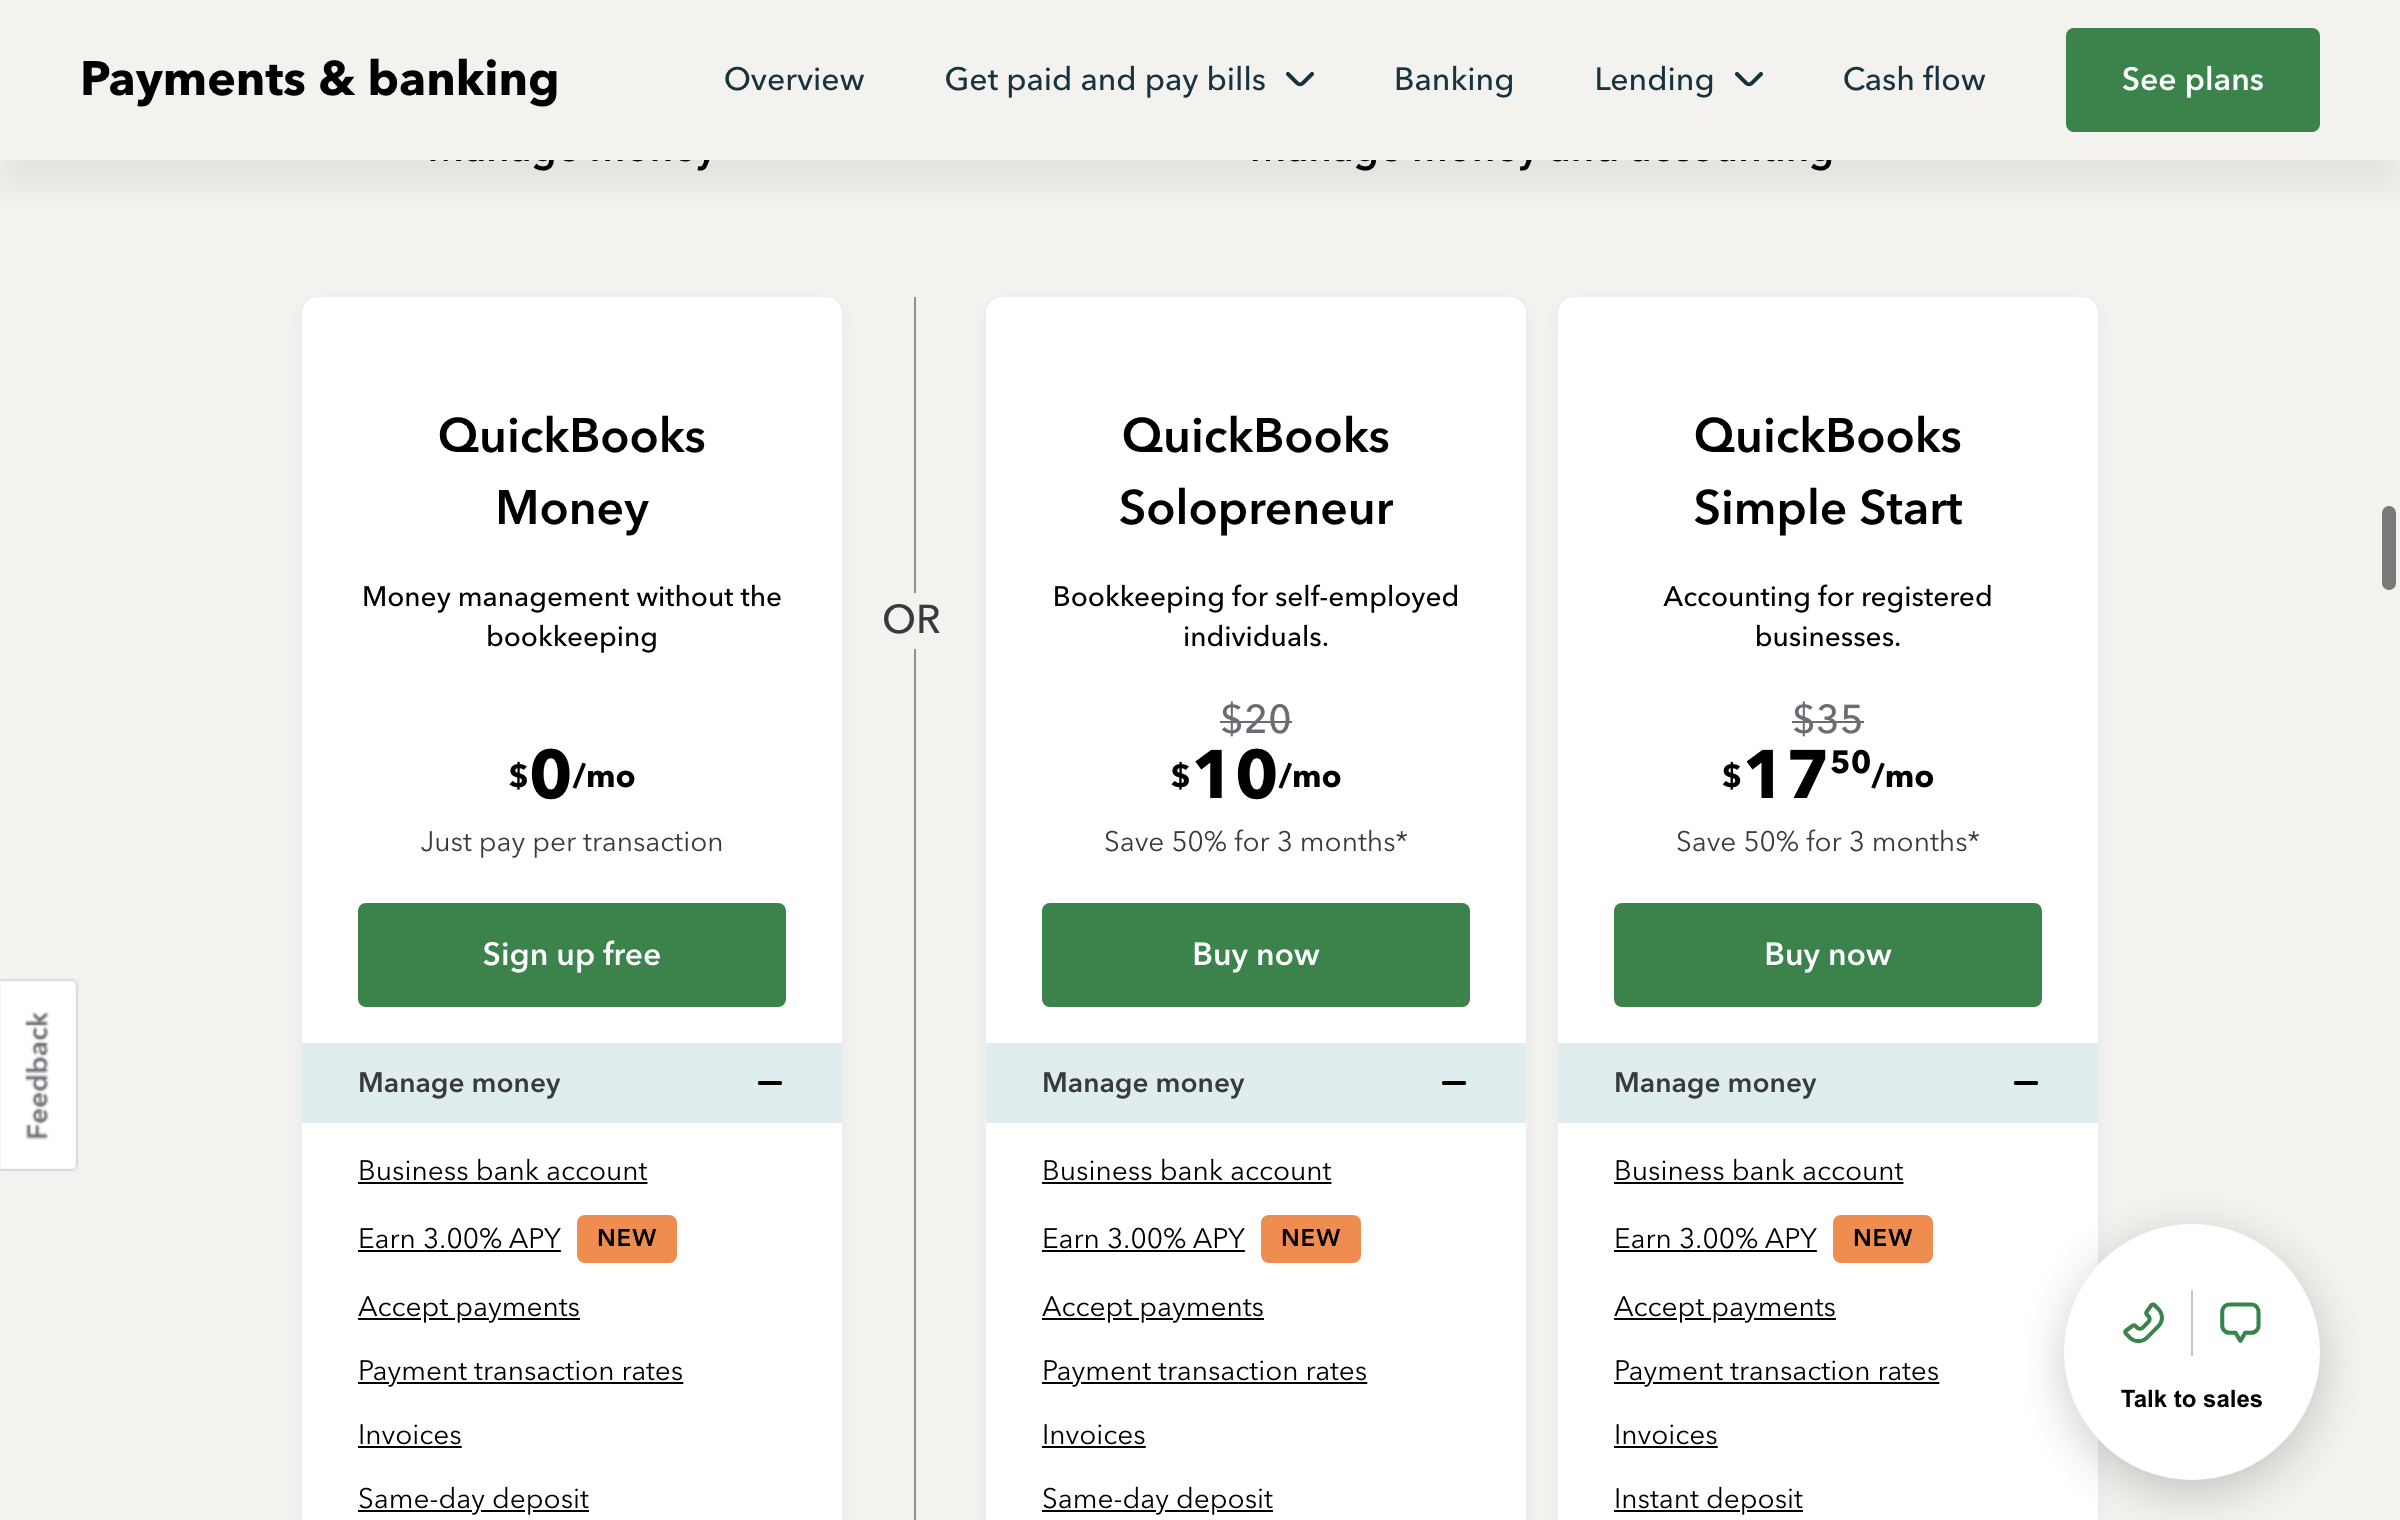 Payments & banking
Overview
Get paid and pay bills
Banking
Lending
Cash flow
See plans
Manage money
Manage money and accounting
QuickBooks
Money
Money management without the
bookkeeping
$0/mo
Just pay per transaction
Sign up free
Manage money
Business bank account
Earn 3.00% APY NEW
Accept payments
Payment transaction rates
Invoices
Same-day deposit
OR
QuickBooks
Solopreneur
Bookkeeping for self-employed
individuals.
$20
$10/mo
Save 50% for 3 months*
Buy now
Manage money
Business bank account
Earn 3.00% APY NEW
Accept payments
Payment transaction rates
Invoices
Same-day deposit
QuickBooks
Simple Start
Accounting for registered
businesses.
$35
$17 50/mo
Save 50% for 3 months*
Buy now
Manage money
Business bank account
Earn 3.00% APY NEW
Accept payments
Payment transaction rates
Invoices
Instant deposit
Feedback
Talk to sales